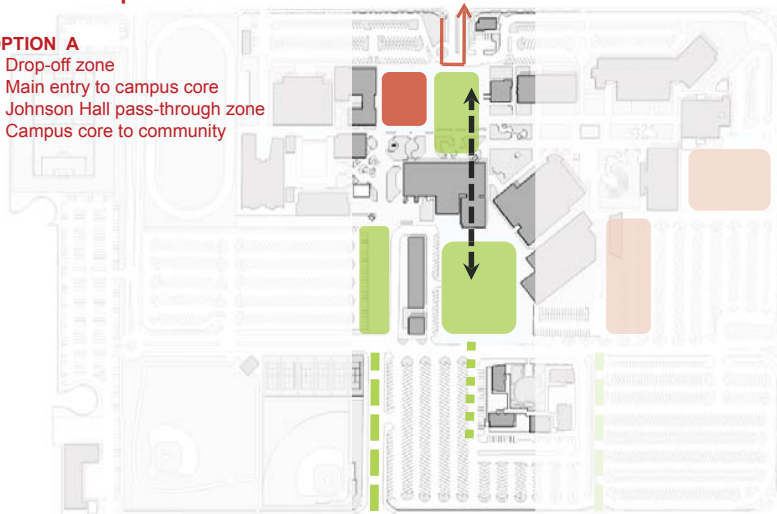 PTION A
Drop-off zone
Main entry to campus core
Johnson Hall pass-through zone
Campus core to community